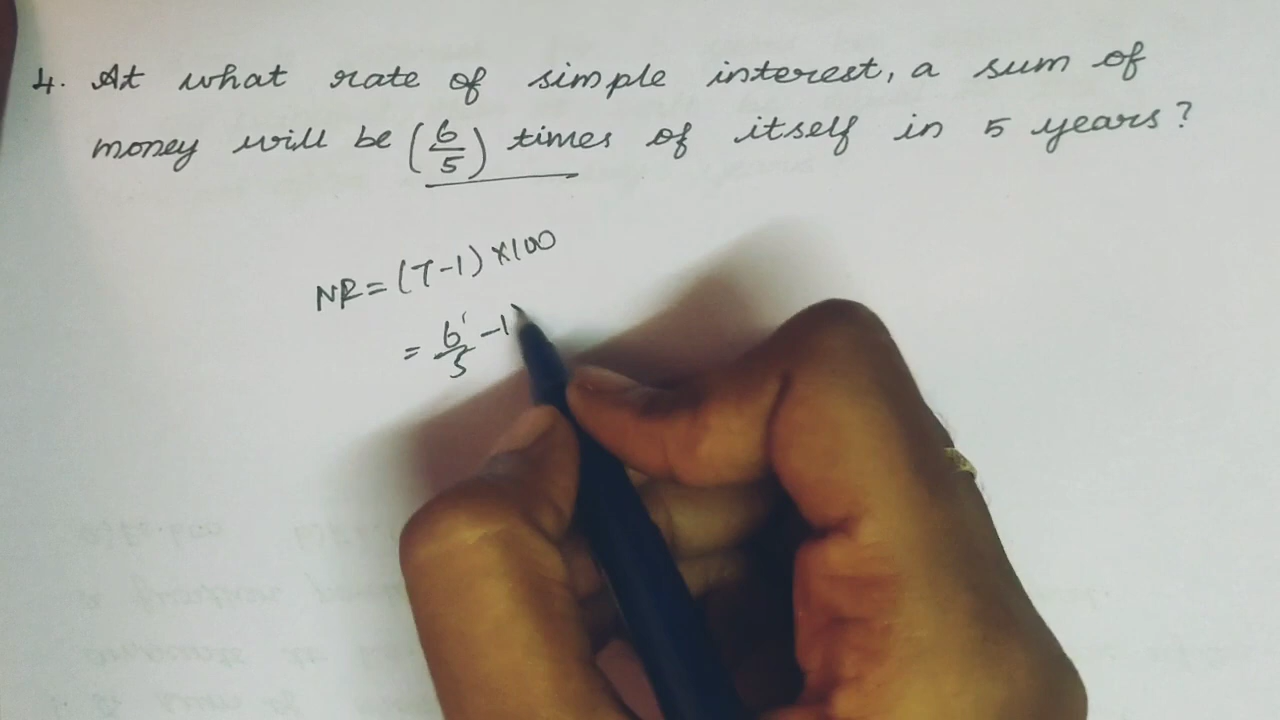 4. At what rate of simple interest, a sum of
money will be (6/5) times of itself in 5 years?
NR = (T-1) ×100
= 6/5 -1